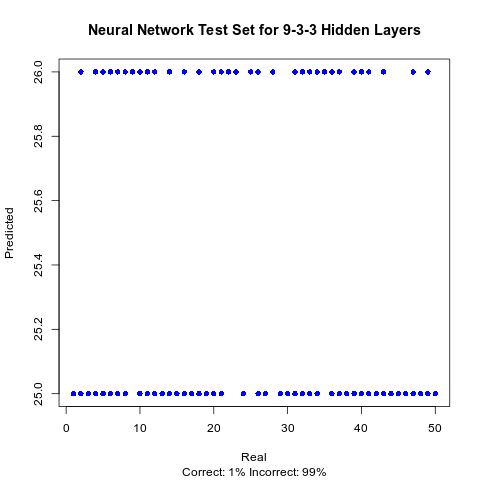 Neural Network Test Set for 9-3-3 Hidden Layers
Predicted
26.0
25.8
25.6
25.4
25.2
25.0
0 10 20 30 40 50
Real
Correct: 1% Incorrect: 99%